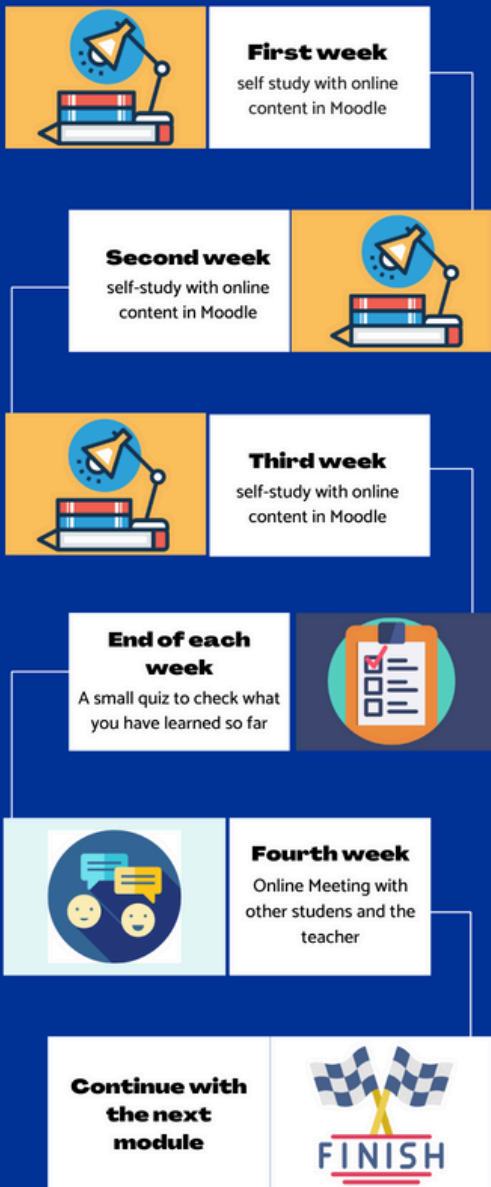 First week
self study with online
content in Moodle
Second week
self-study with online
content in Moodle
Third week
self-study with online
content in Moodle
End of each
week
A small quiz to check what
you have learned so far
Fourth week
Online Meeting with
other studens and the
teacher
Continue with
the next
module
FINISH